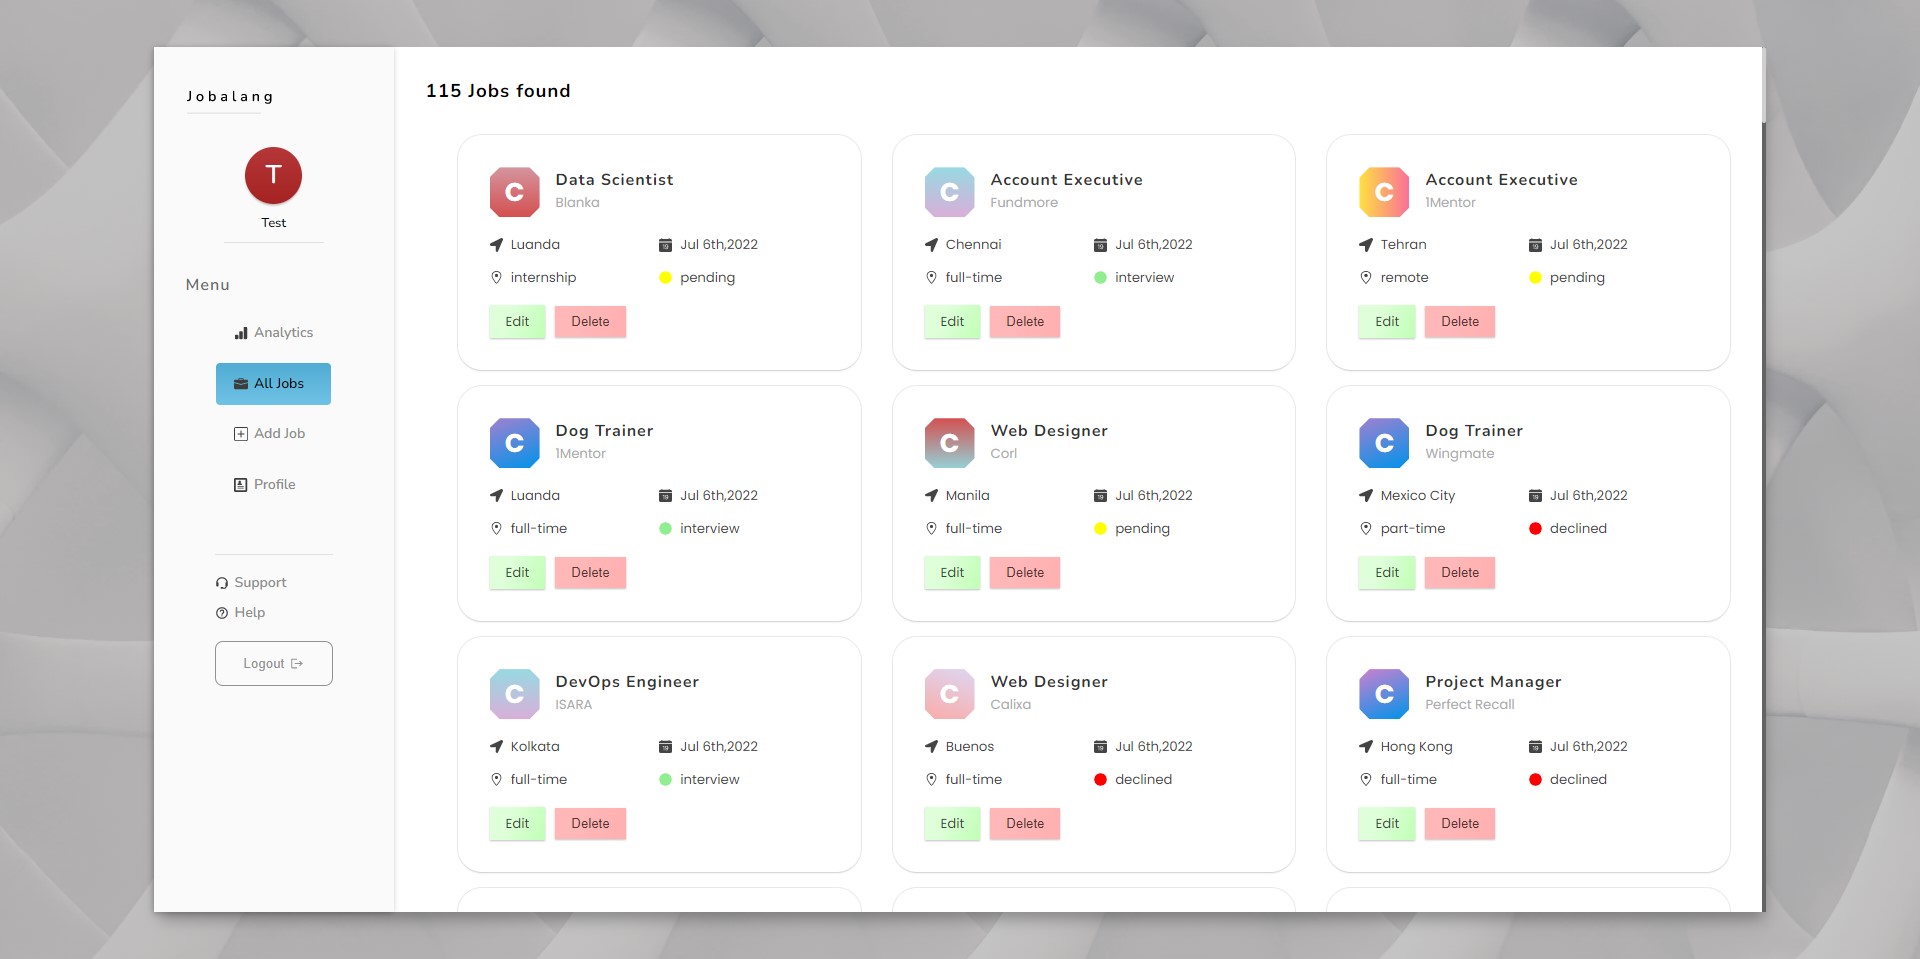 Jobalang
T
Test
Menu
Analytics
All Jobs
Add Job
Profile
Support
Help
Logout
115 Jobs found
C
Data Scientist
Blanka
Luanda
Jul 6th,2022
internship
pending
Edit
Delete
C
Account Executive
Fundmore
Chennai
Jul 6th,2022
full-time
interview
Edit
Delete
C
Account Executive
1Mentor
Tehran
Jul 6th,2022
remote
pending
Edit
Delete
C
Dog Trainer
1Mentor
Luanda
Jul 6th,2022
full-time
interview
Edit
Delete
C
Web Designer
Corl
Manila
Jul 6th,2022
full-time
pending
Edit
Delete
C
Dog Trainer
Wingmate
Mexico City
Jul 6th,2022
part-time
declined
Edit
Delete
C
DevOps Engineer
ISARA
Kolkata
Jul 6th,2022
full-time
interview
Edit
Delete
C
Web Designer
Calixa
Buenos
Jul 6th,2022
full-time
declined
Edit
Delete
C
Project Manager
Perfect Recall
Hong Kong
Jul 6th,2022
full-time
declined
Edit
Delete